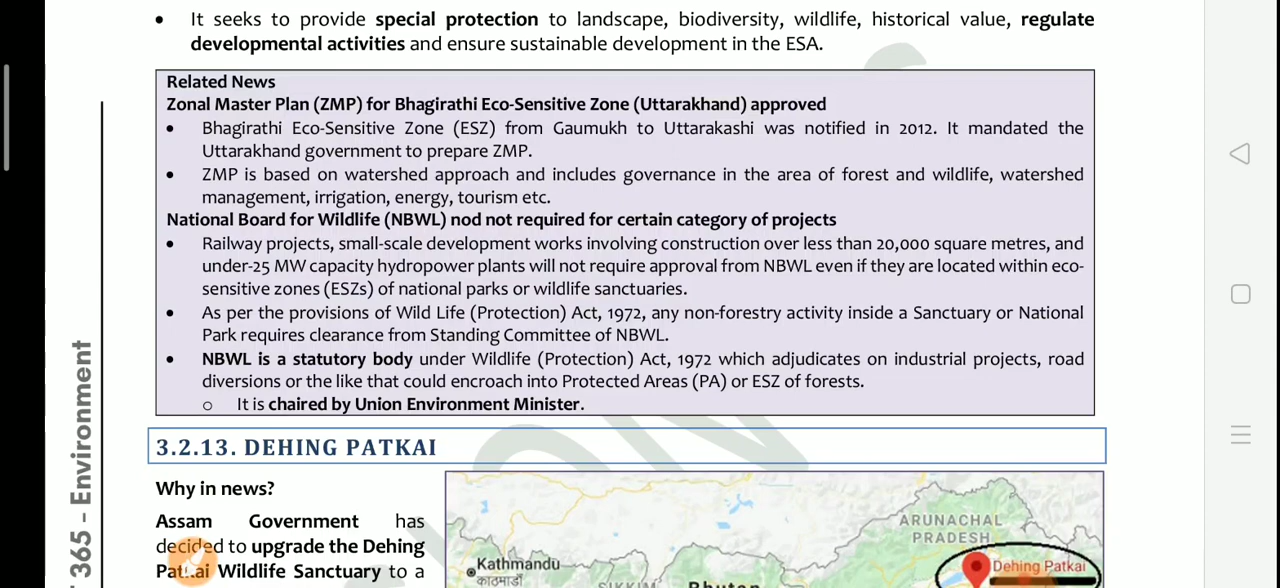 • It seeks to provide special protection to landscape, biodiversity, wildlife, historical value, regulate
developmental activities and ensure sustainable development in the ESA.
Related News
Zonal Master Plan (ZMP) for Bhagirathi Eco-Sensitive Zone (Uttarakhand) approved
• Bhagirathi Eco-Sensitive Zone (ESZ) from Gaumukh to Uttarakashi was notified in 2012. It mandated the
Uttarakhand government to prepare ZMP.
• ZMP is based on watershed approach and includes governance in the area of forest and wildlife, watershed
management, irrigation, energy, tourism etc.
National Board for Wildlife (NBWL) nod not required for certain category of projects
• Railway projects, small-scale development works involving construction over less than 20,000 square metres, and
under-25 MW capacity hydropower plants will not require approval from NBWL even if they are located within eco-
sensitive zones (ESZs) of national parks or wildlife sanctuaries.
• As per the provisions of Wild Life (Protection) Act, 1972, any non-forestry activity inside a Sanctuary or National
Park requires clearance from Standing Committee of NBWL.
• NBWL is a statutory body under Wildlife (Protection) Act, 1972 which adjudicates on industrial projects, road
diversions or the like that could encroach into Protected Areas (PA) or ESZ of forests.
o It is chaired by Union Environment Minister.
3.2.13. DEHING PATKAI
Why in news?
Assam Government has
decided to upgrade the Dehing
Patkai Wildlife Sanctuary to a
ARUNACHAL
PRADESH
Dehing Patkai
Kathmandu
काठमाडौं
SIKKIM
Bhutan
365 - Environment